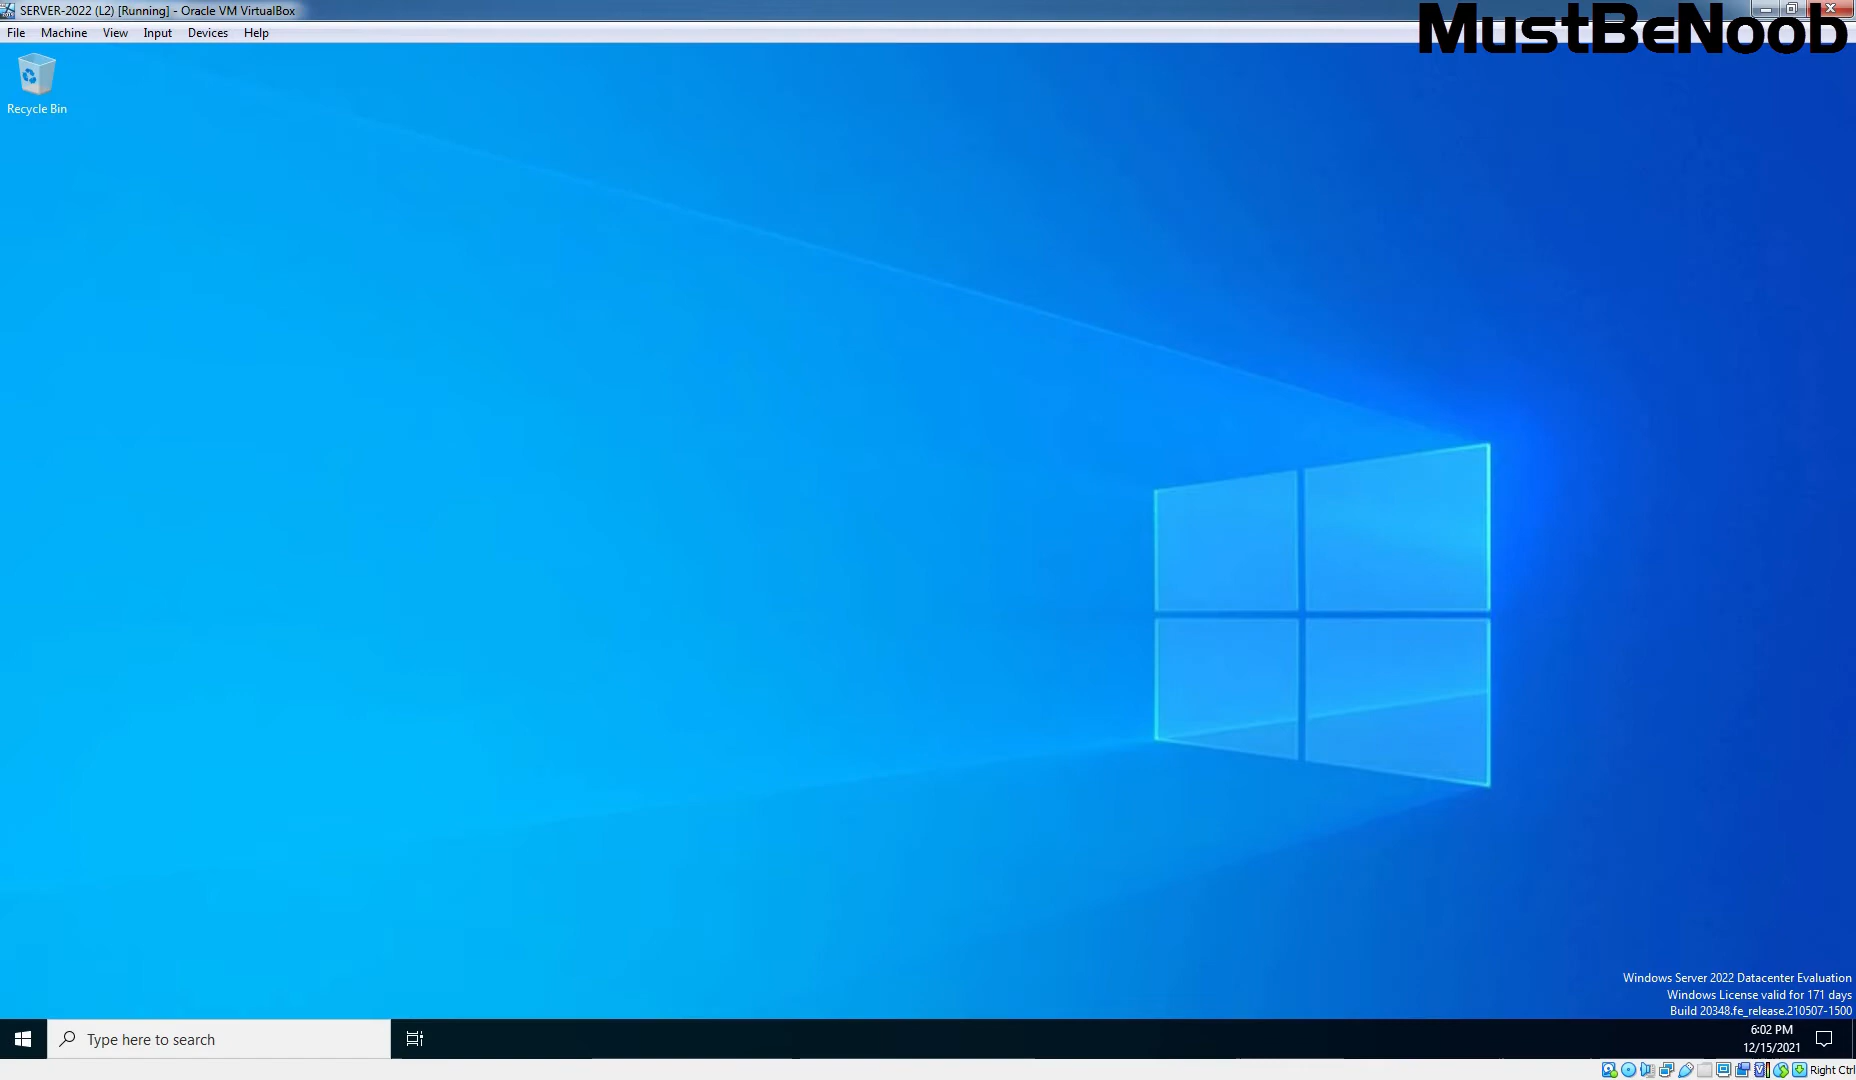 SERVER-2022 (L2) [Running] - Oracle VM VirtualBox
File Machine View Input Devices Help
MustBeNoob
Recycle Bin
Windows Server 2022 Datacenter Evaluation
Windows License valid for 171 days
Build 20348.fe_release.210507-1500
Type here to search
6:02 PM
12/15/2021
Right Ctrl